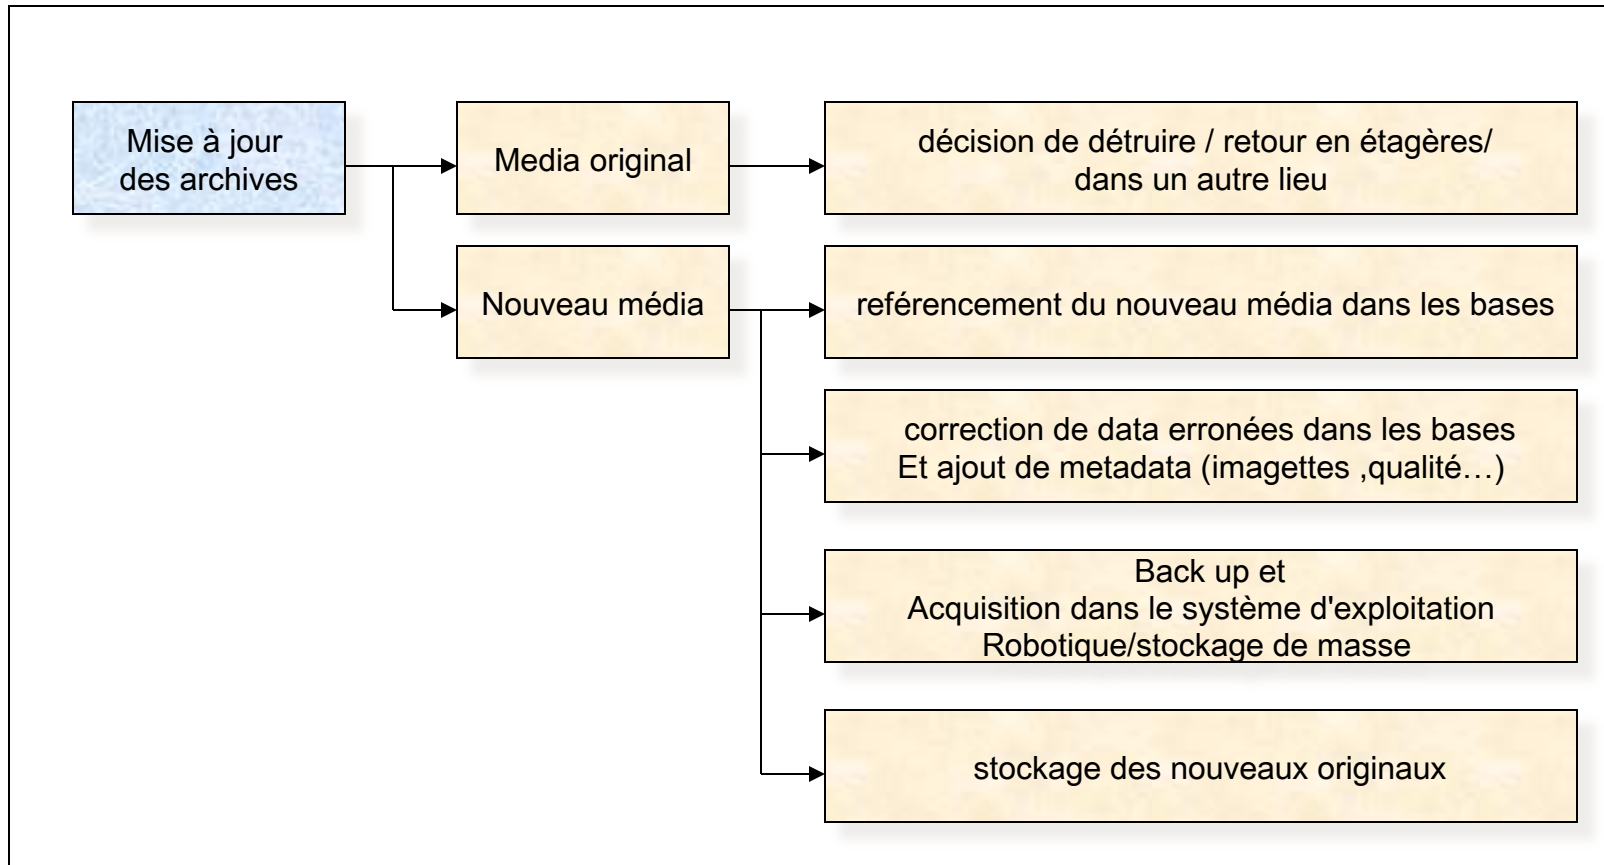 Mise à jour
des archives
Media original
décision de détruire / retour en étagères/
dans un autre lieu
Nouveau média
reférencement du nouveau média dans les bases
correction de data erronées dans les bases
Et ajout de metadata (imagettes ,qualité…)
Back up et
Acquisition dans le système d'exploitation
Robotique/stockage de masse
stockage des nouveaux originaux